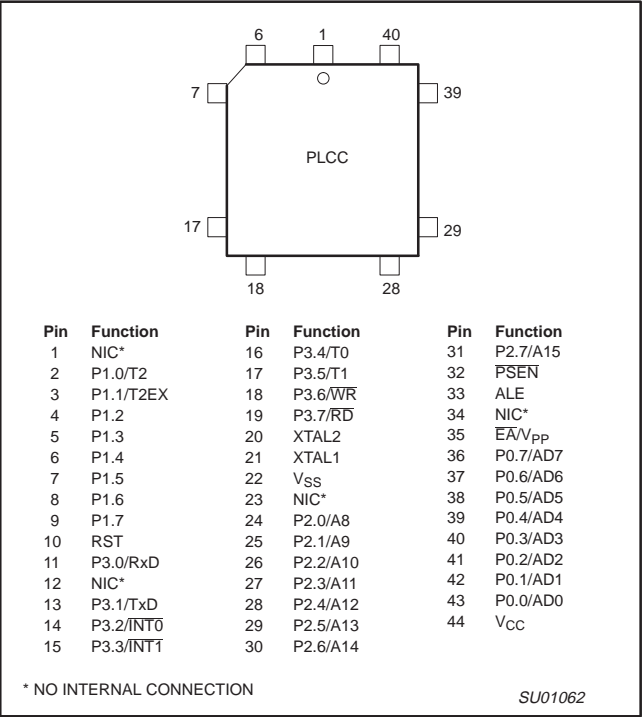 6 1 40
7 39
PLCC
17 29
18 28
Pin Function Pin Function Pin Function
1 NIC* 16 P3.4/T0 31 P2.7/A15
2 P1.0/T2 17 P3.5/T1 32 PSEN
3 P1.1/T2EX 18 P3.6/WR 33 ALE
4 P1.2 19 P3.7/RD 34 NIC*
5 P1.3 20 XTAL2 35 EA/VPP
6 P1.4 21 XTAL1 36 P0.7/AD7
7 P1.5 22 VSS 37 P0.6/AD6
8 P1.6 23 NIC* 38 P0.5/AD5
9 P1.7 24 P2.0/A8 39 P0.4/AD4
10 RST 25 P2.1/A9 40 P0.3/AD3
11 P3.0/RxD 26 P2.2/A10 41 P0.2/AD2
12 NIC* 27 P2.3/A11 42 P0.1/AD1
13 P3.1/TxD 28 P2.4/A12 43 P0.0/AD0
14 P3.2/INT0 29 P2.5/A13 44 VCC
15 P3.3/INT1 30 P2.6/A14
* NO INTERNAL CONNECTION
SU01062